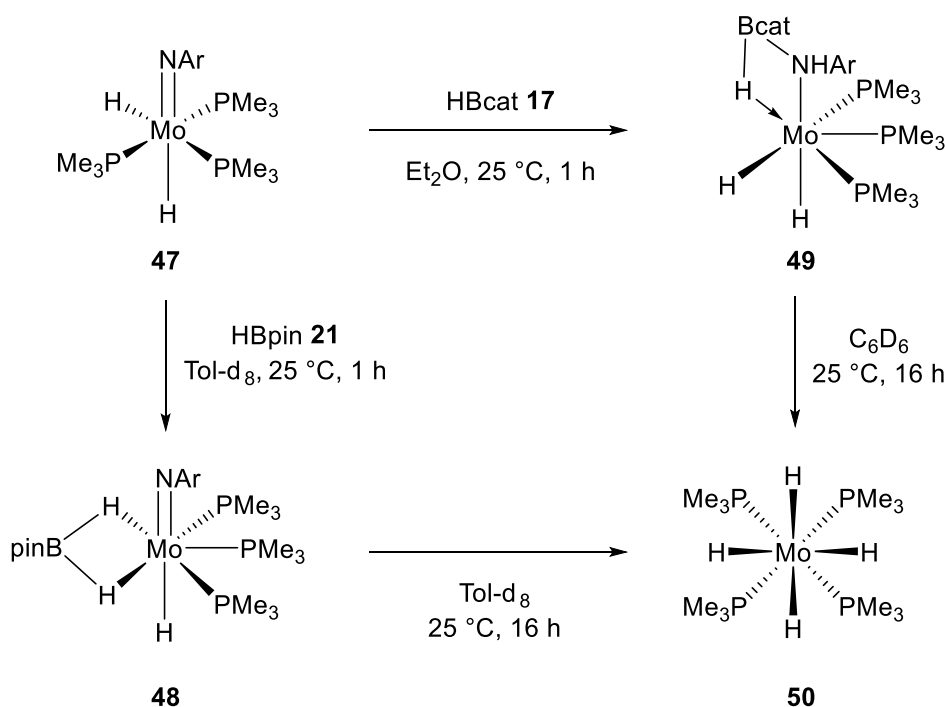 NAr
H
PMe3
Mo
Me3P
PMe3
H
47
HBcat 17
Et2O, 25 °C, 1 h
Bcat
NHAr
H
PMe3
Mo
PMe3
H
PMe3
H
49
HBpin 21
Tol-d8, 25 °C, 1 h
C6D6
25 °C, 16 h
NAr
H
PMe3
pinB
Mo
PMe3
H
PMe3
H
48
Tol-d8
25 °C, 16 h
H
Me3P
PMe3
H
Mo
H
Me3P
PMe3
H
50